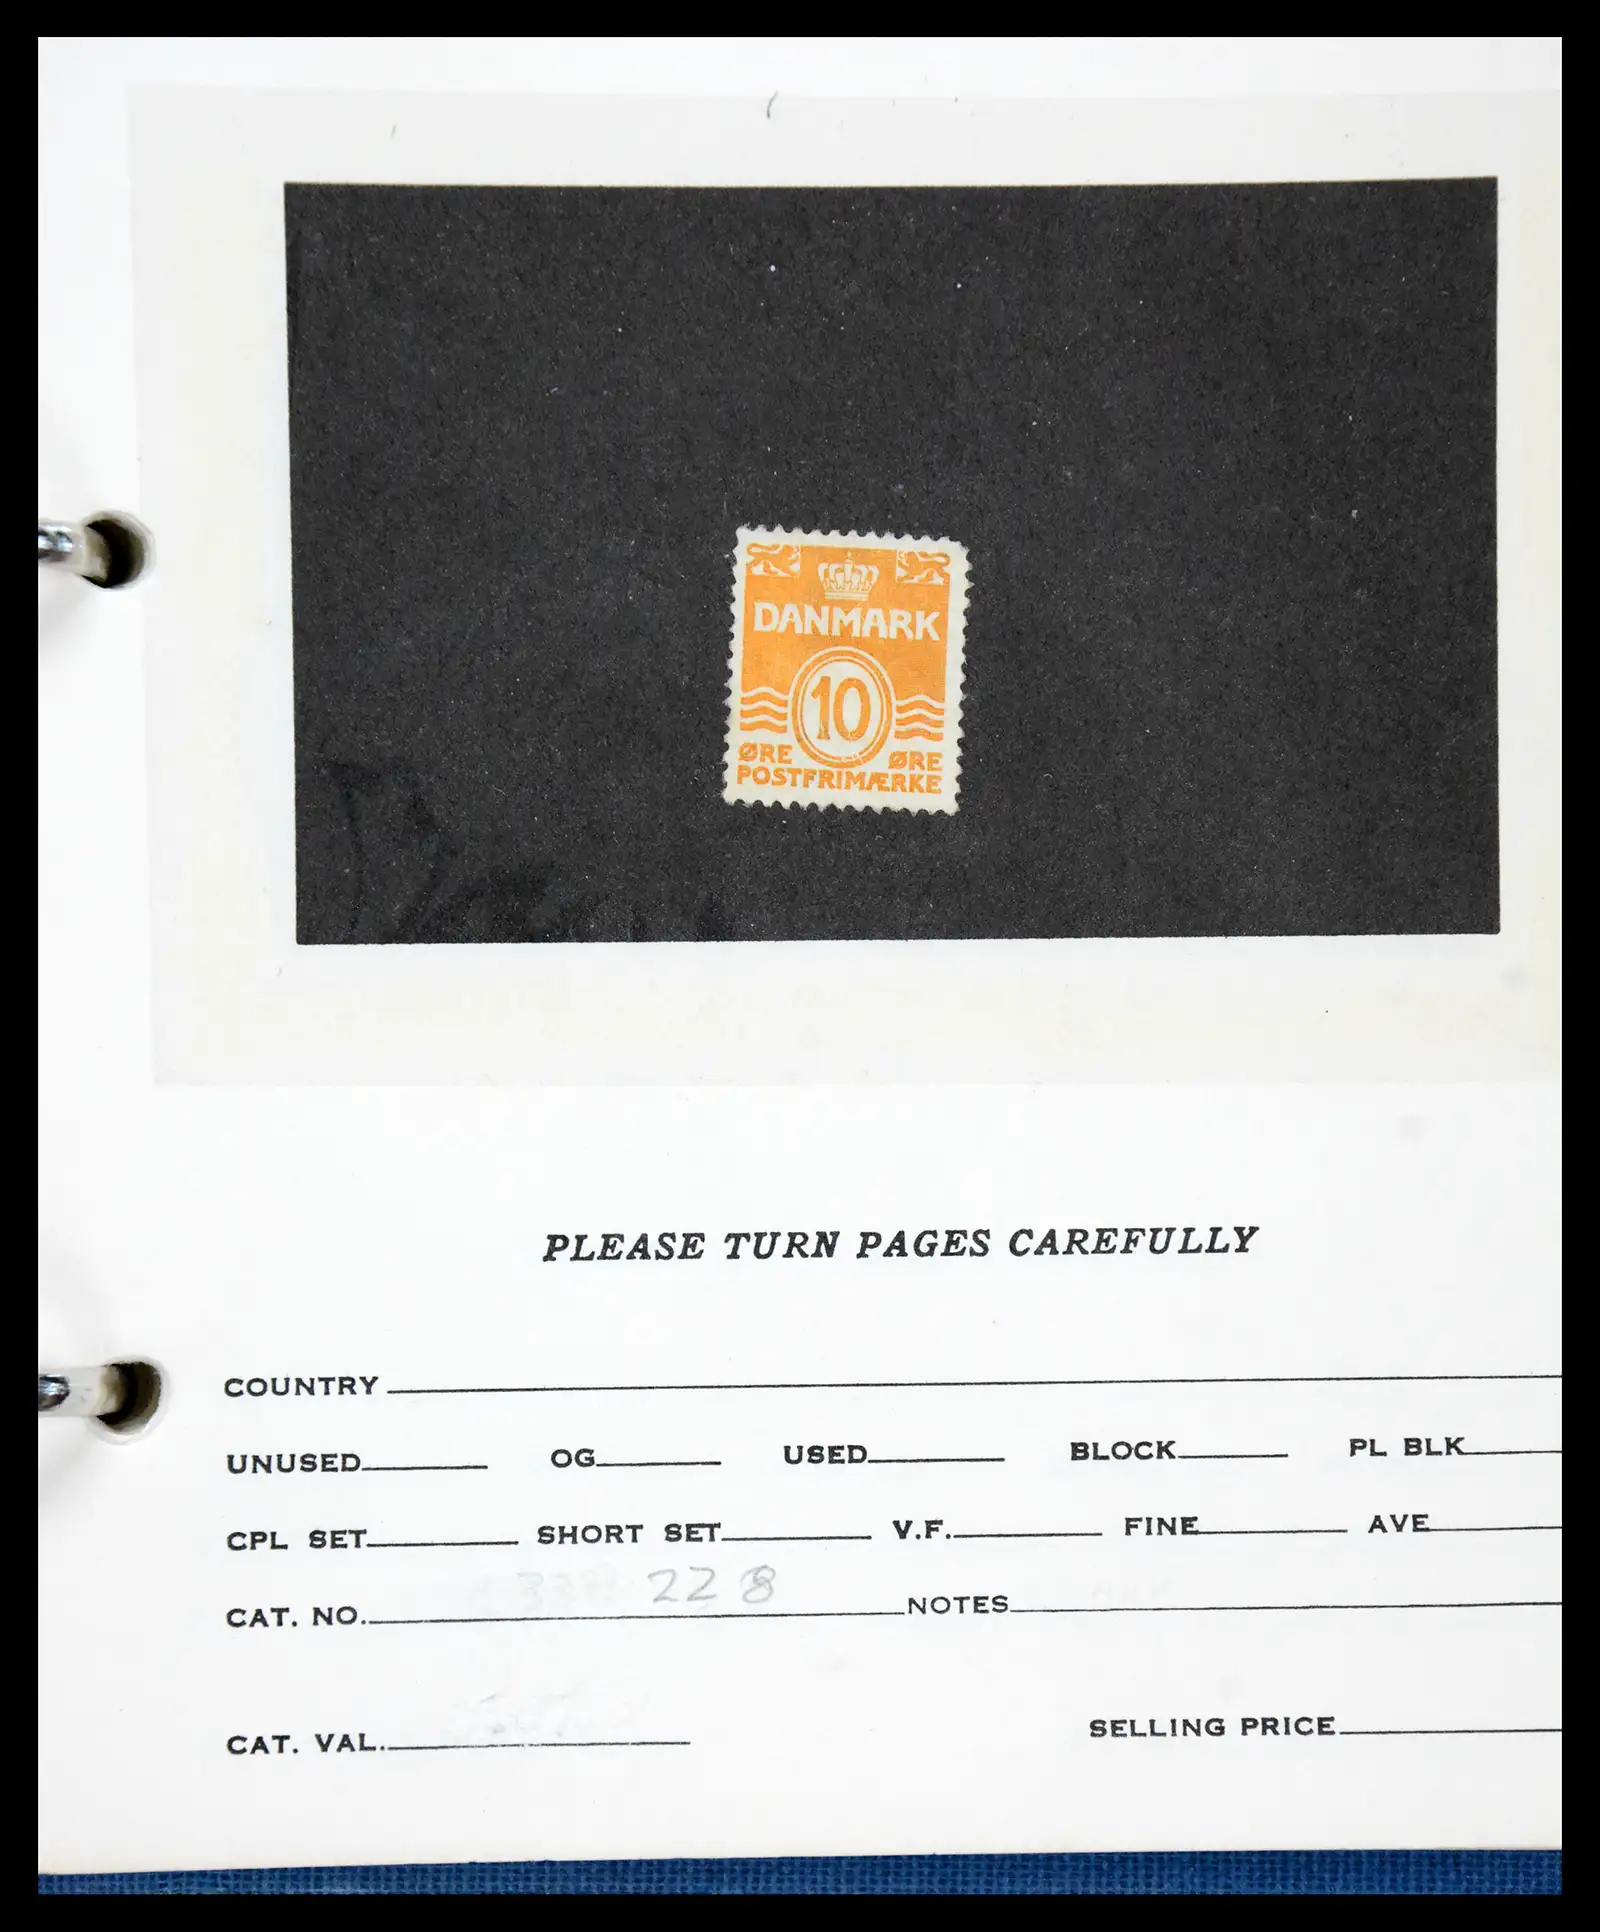 DANMARK
10
ØRE ØRE
POSTFRIMÆRKE
PLEASE TURN PAGES CAREFULLY
COUNTRY
UNUSED OG USED BLOCK PL BLK
CPL SET SHORT SET V.F. FINE AVE
CAT. NO. 228 NOTES
CAT. VAL. SELLING PRICE